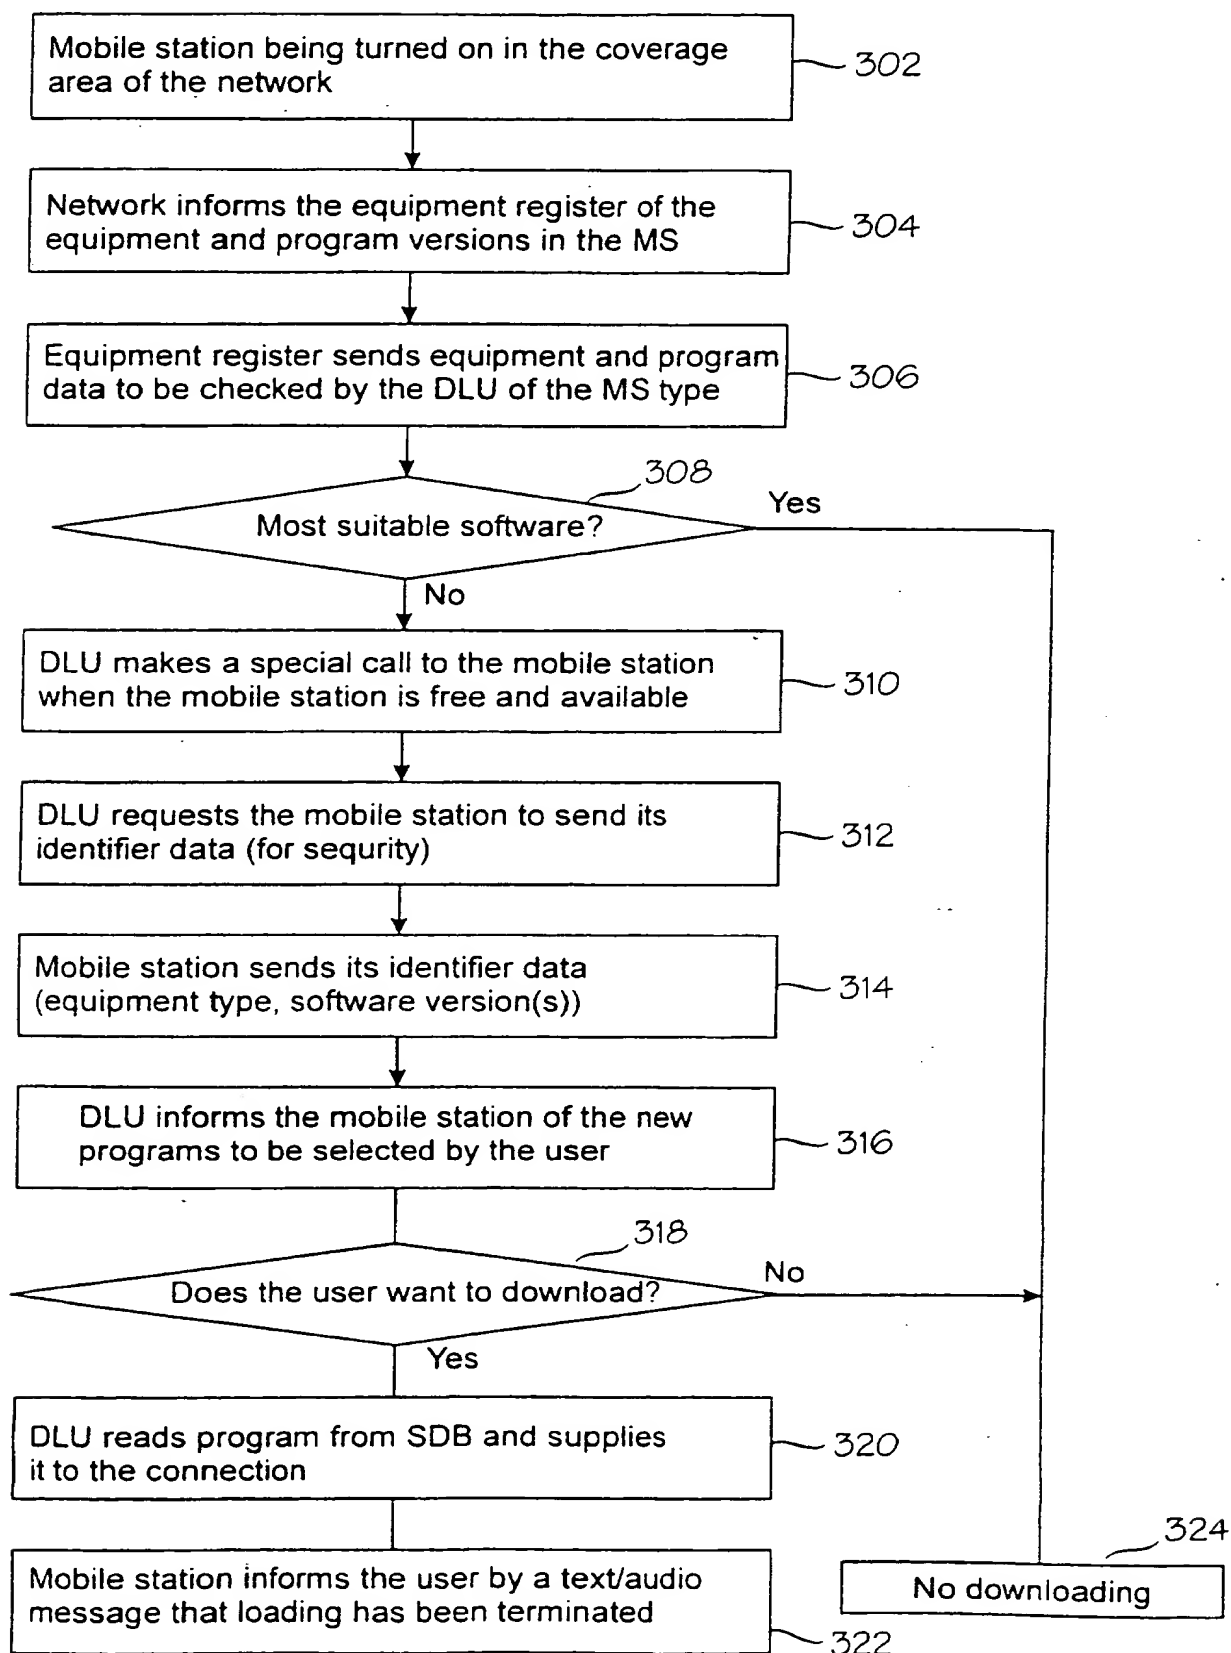 Mobile station being turned on in the coverage
area of the network
302
Network informs the equipment register of the
equipment and program versions in the MS
304
Equipment register sends equipment and program
data to be checked by the DLU of the MS type
306
308
Most suitable software?
Yes
No
DLU makes a special call to the mobile station
when the mobile station is free and available
310
DLU requests the mobile station to send its
identifier data (for sequrity)
312
Mobile station sends its identifier data
(equipment type, software version(s))
314
DLU informs the mobile station of the new
programs to be selected by the user
316
318
Does the user want to download?
No
Yes
DLU reads program from SDB and supplies
it to the connection
320
324
No downloading
Mobile station informs the user by a text/audio
message that loading has been terminated
322